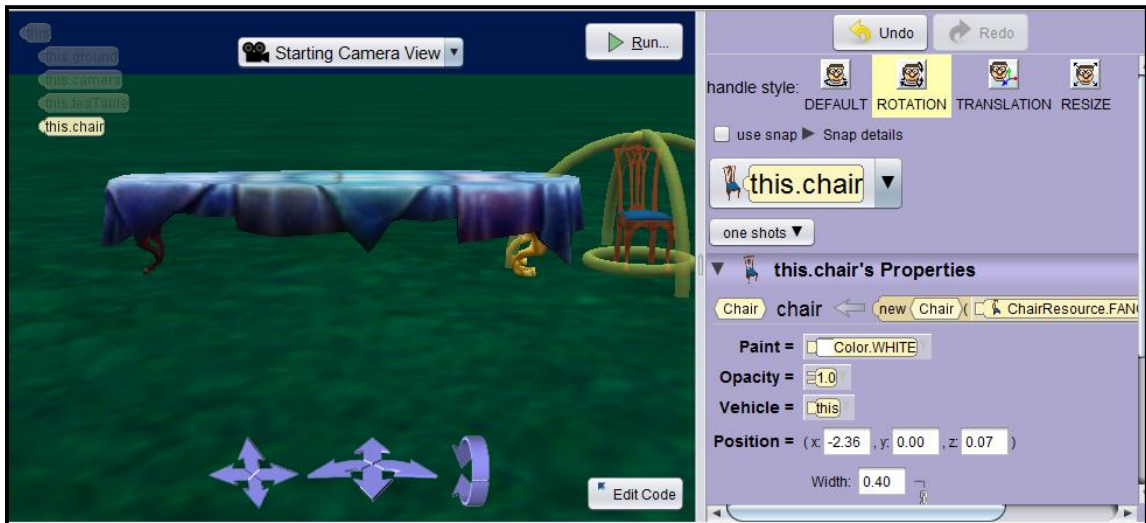 this
this.ground
this.camera
this.teaTable
this.chair
Starting Camera View
Run...
Edit Code
Undo
Redo
handle style:
DEFAULT ROTATION TRANSLATION RESIZE
use snap Snap details
this.chair
one shots
this.chair's Properties
Chair chair new Chair ( ChairResource.FANC
Paint = Color.WHITE
Opacity = 1.0
Vehicle = this
Position = ( x: -2.36 , y: 0.00 , z: 0.07 )
Width: 0.40